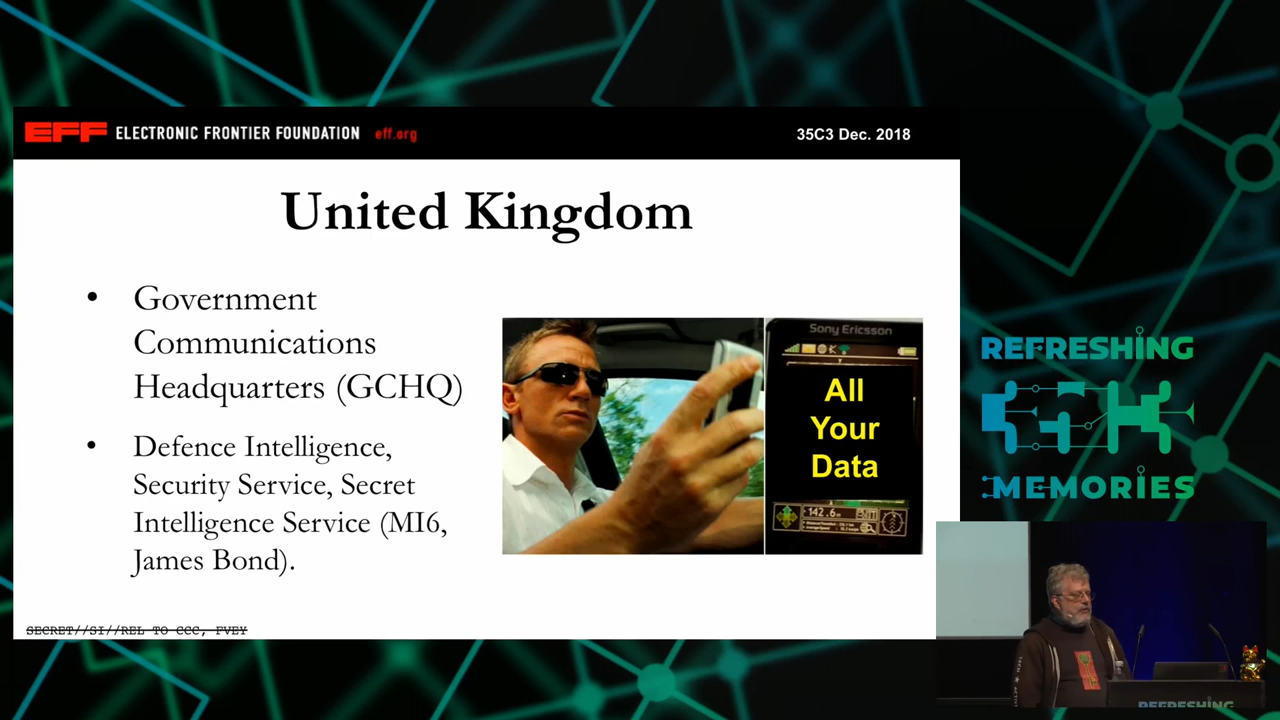 EFF ELECTRONIC FRONTIER FOUNDATION eff.org
35C3 Dec. 2018
United Kingdom
• Government
Communications
Headquarters (GCHQ)
• Defence Intelligence,
Security Service, Secret
Intelligence Service (MI6,
James Bond).
Sony Ericsson
All
Your
Data
142.6
SECRET//SI//REL TO CCC, FVEY
REFRESHING
MEMORIES
REFRESHING